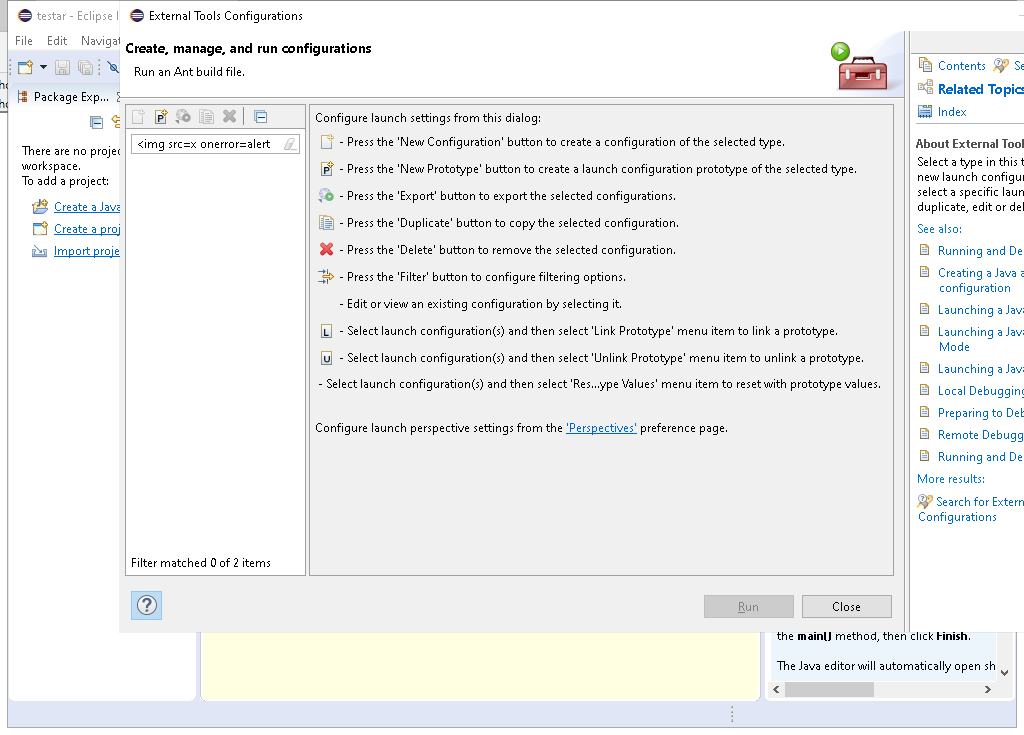 testar - Eclipse I
External Tools Configurations
File Edit Navigat
Create, manage, and run configurations
Run an Ant build file.
Package Exp...
There are no projec
workspace.
To add a project:
Create a Java
Create a proj
Import proje
<img src=x onerror=alert
Filter matched 0 of 2 items
Configure launch settings from this dialog:
- Press the 'New Configuration' button to create a configuration of the selected type.
- Press the 'New Prototype' button to create a launch configuration prototype of the selected type.
- Press the 'Export' button to export the selected configurations.
- Press the 'Duplicate' button to copy the selected configuration.
- Press the 'Delete' button to remove the selected configuration.
- Press the 'Filter' button to configure filtering options.
- Edit or view an existing configuration by selecting it.
L - Select launch configuration(s) and then select 'Link Prototype' menu item to link a prototype.
U - Select launch configuration(s) and then select 'Unlink Prototype' menu item to unlink a prototype.
- Select launch configuration(s) and then select 'Res...ype Values' menu item to reset with prototype values.
Configure launch perspective settings from the 'Perspectives' preference page.
Run Close
Contents Se
Related Topics
Index
About External Tool
Select a type in this t
new launch configur
select a specific laun
duplicate, edit or del
See also:
Running and De
Creating a Java a
configuration
Launching a Java
Launching a Java
Mode
Launching a Java
Local Debugging
Preparing to Deb
Remote Debugg
Running and De
More results:
Search for Extern
Configurations
the main() method, then click Finish.
The Java editor will automatically open sh